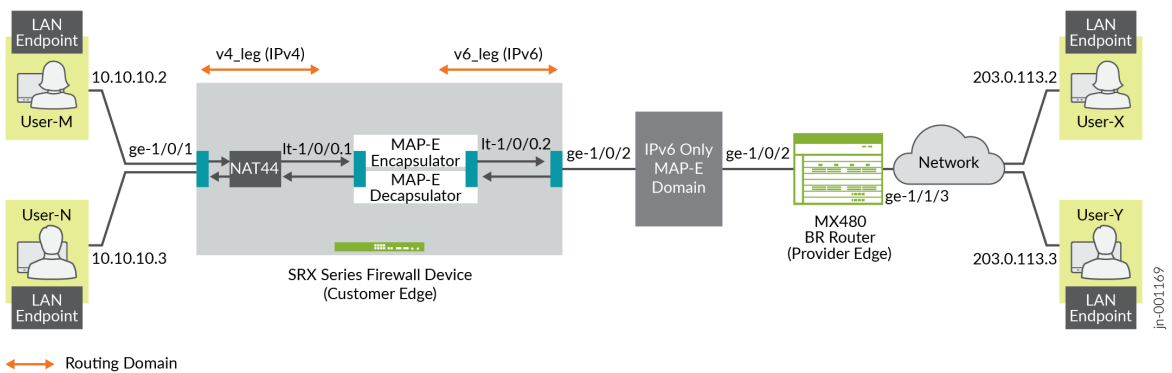 LAN
Endpoint
10.10.10.2
User-M
User-N
10.10.10.3
LAN
Endpoint
v4_leg (IPv4)
v6_leg (IPv6)
ge-1/0/1
NAT44
lt-1/0/0.1
MAP-E
Encapsulator
MAP-E
Decapsulator
lt-1/0/0.2
SRX Series Firewall Device
(Customer Edge)
ge-1/0/2
IPv6 Only
MAP-E
Domain
ge-1/0/2
MX480
BR Router
(Provider Edge)
ge-1/1/3
Network
LAN
Endpoint
203.0.113.2
User-X
User-Y
203.0.113.3
LAN
Endpoint
jn-001169
Routing Domain